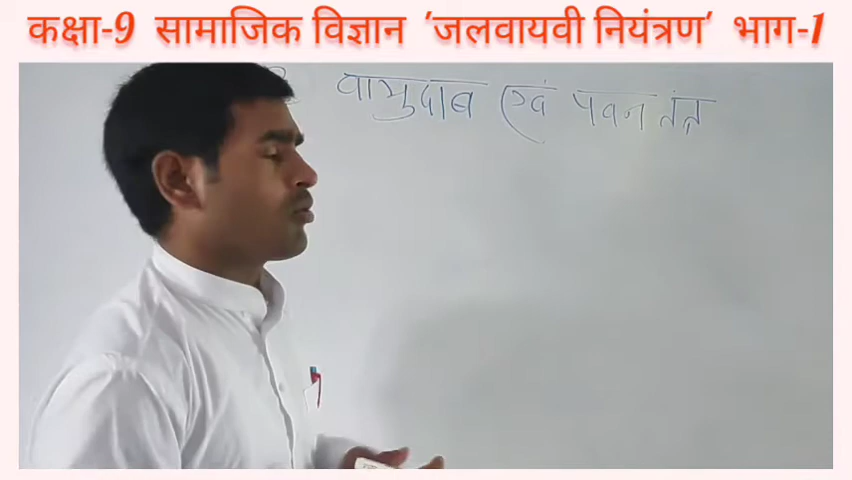 कक्षा-9 सामाजिक विज्ञान 'जलवायवी नियंत्रण' भाग-1
वायुदाब एवं पवन तंत्र